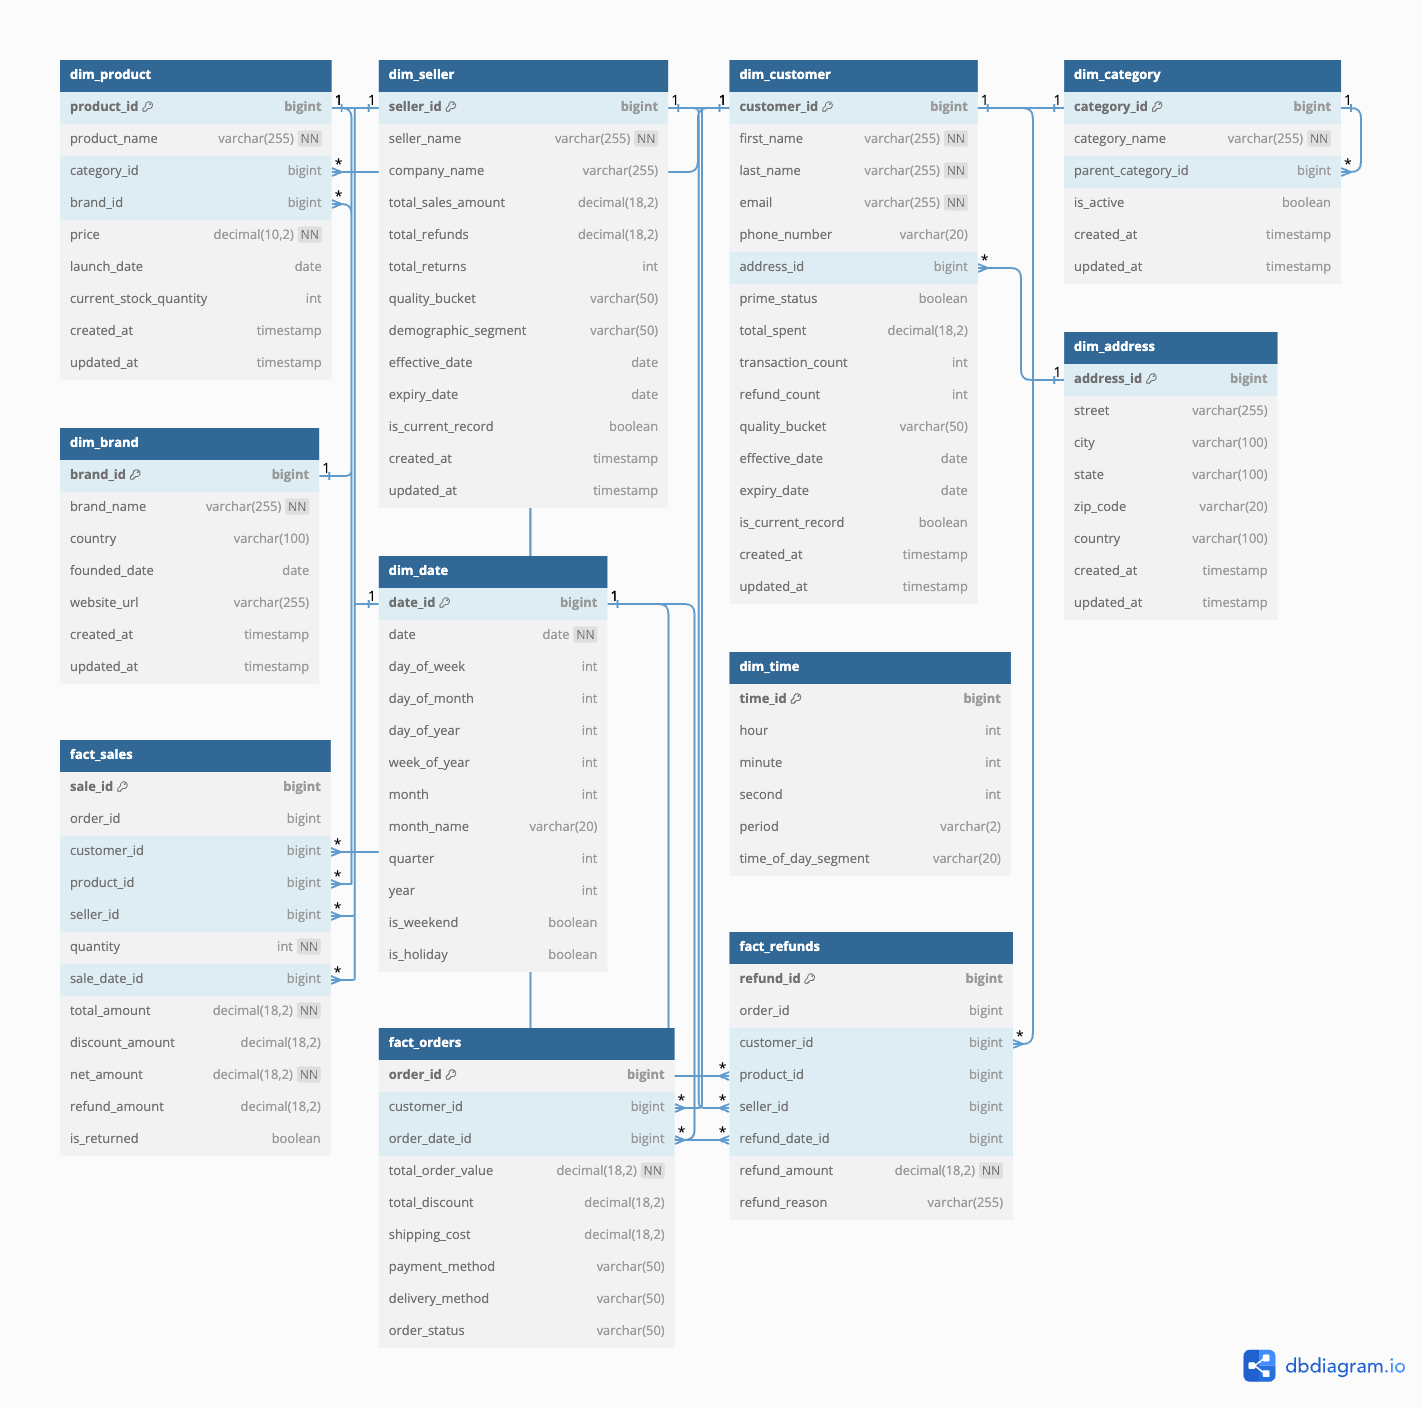 dim_product
product_id bigint
product_name varchar(255) NN
category_id bigint
brand_id bigint
price decimal(10,2) NN
launch_date date
current_stock_quantity int
created_at timestamp
updated_at timestamp
1
*
*
dim_seller
1 seller_id bigint 1
seller_name varchar(255) NN
company_name varchar(255)
total_sales_amount decimal(18,2)
total_refunds decimal(18,2)
total_returns int
quality_bucket varchar(50)
demographic_segment varchar(50)
effective_date date
expiry_date date
is_current_record boolean
created_at timestamp
updated_at timestamp
dim_customer
1 customer_id bigint 1
first_name varchar(255) NN
last_name varchar(255) NN
email varchar(255) NN
phone_number varchar(20)
address_id bigint *
prime_status boolean
total_spent decimal(18,2)
transaction_count int
refund_count int
quality_bucket varchar(50)
effective_date date
expiry_date date
is_current_record boolean
created_at timestamp
updated_at timestamp
dim_category
1 category_id bigint 1
category_name varchar(255) NN
parent_category_id bigint *
is_active boolean
created_at timestamp
updated_at timestamp
dim_address
1 address_id bigint
street varchar(255)
city varchar(100)
state varchar(100)
zip_code varchar(20)
country varchar(100)
created_at timestamp
updated_at timestamp
dim_brand
brand_id bigint 1
brand_name varchar(255) NN
country varchar(100)
founded_date date
website_url varchar(255)
created_at timestamp
updated_at timestamp
dim_date
1 date_id bigint 1
date date NN
day_of_week int
day_of_month int
day_of_year int
week_of_year int
month int
month_name varchar(20)
quarter int
year int
is_weekend boolean
is_holiday boolean
dim_time
time_id bigint
hour int
minute int
second int
period varchar(2)
time_of_day_segment varchar(20)
fact_sales
sale_id bigint
order_id bigint
customer_id bigint *
product_id bigint *
seller_id bigint *
quantity int NN
sale_date_id bigint *
total_amount decimal(18,2) NN
discount_amount decimal(18,2)
net_amount decimal(18,2) NN
refund_amount decimal(18,2)
is_returned boolean
fact_orders
order_id bigint
customer_id bigint *
order_date_id bigint *
total_order_value decimal(18,2) NN
total_discount decimal(18,2)
shipping_cost decimal(18,2)
payment_method varchar(50)
delivery_method varchar(50)
order_status varchar(50)
fact_refunds
refund_id bigint
order_id bigint
customer_id bigint *
* product_id bigint
* seller_id bigint
* refund_date_id bigint
refund_amount decimal(18,2) NN
refund_reason varchar(255)
dbdiagram.io